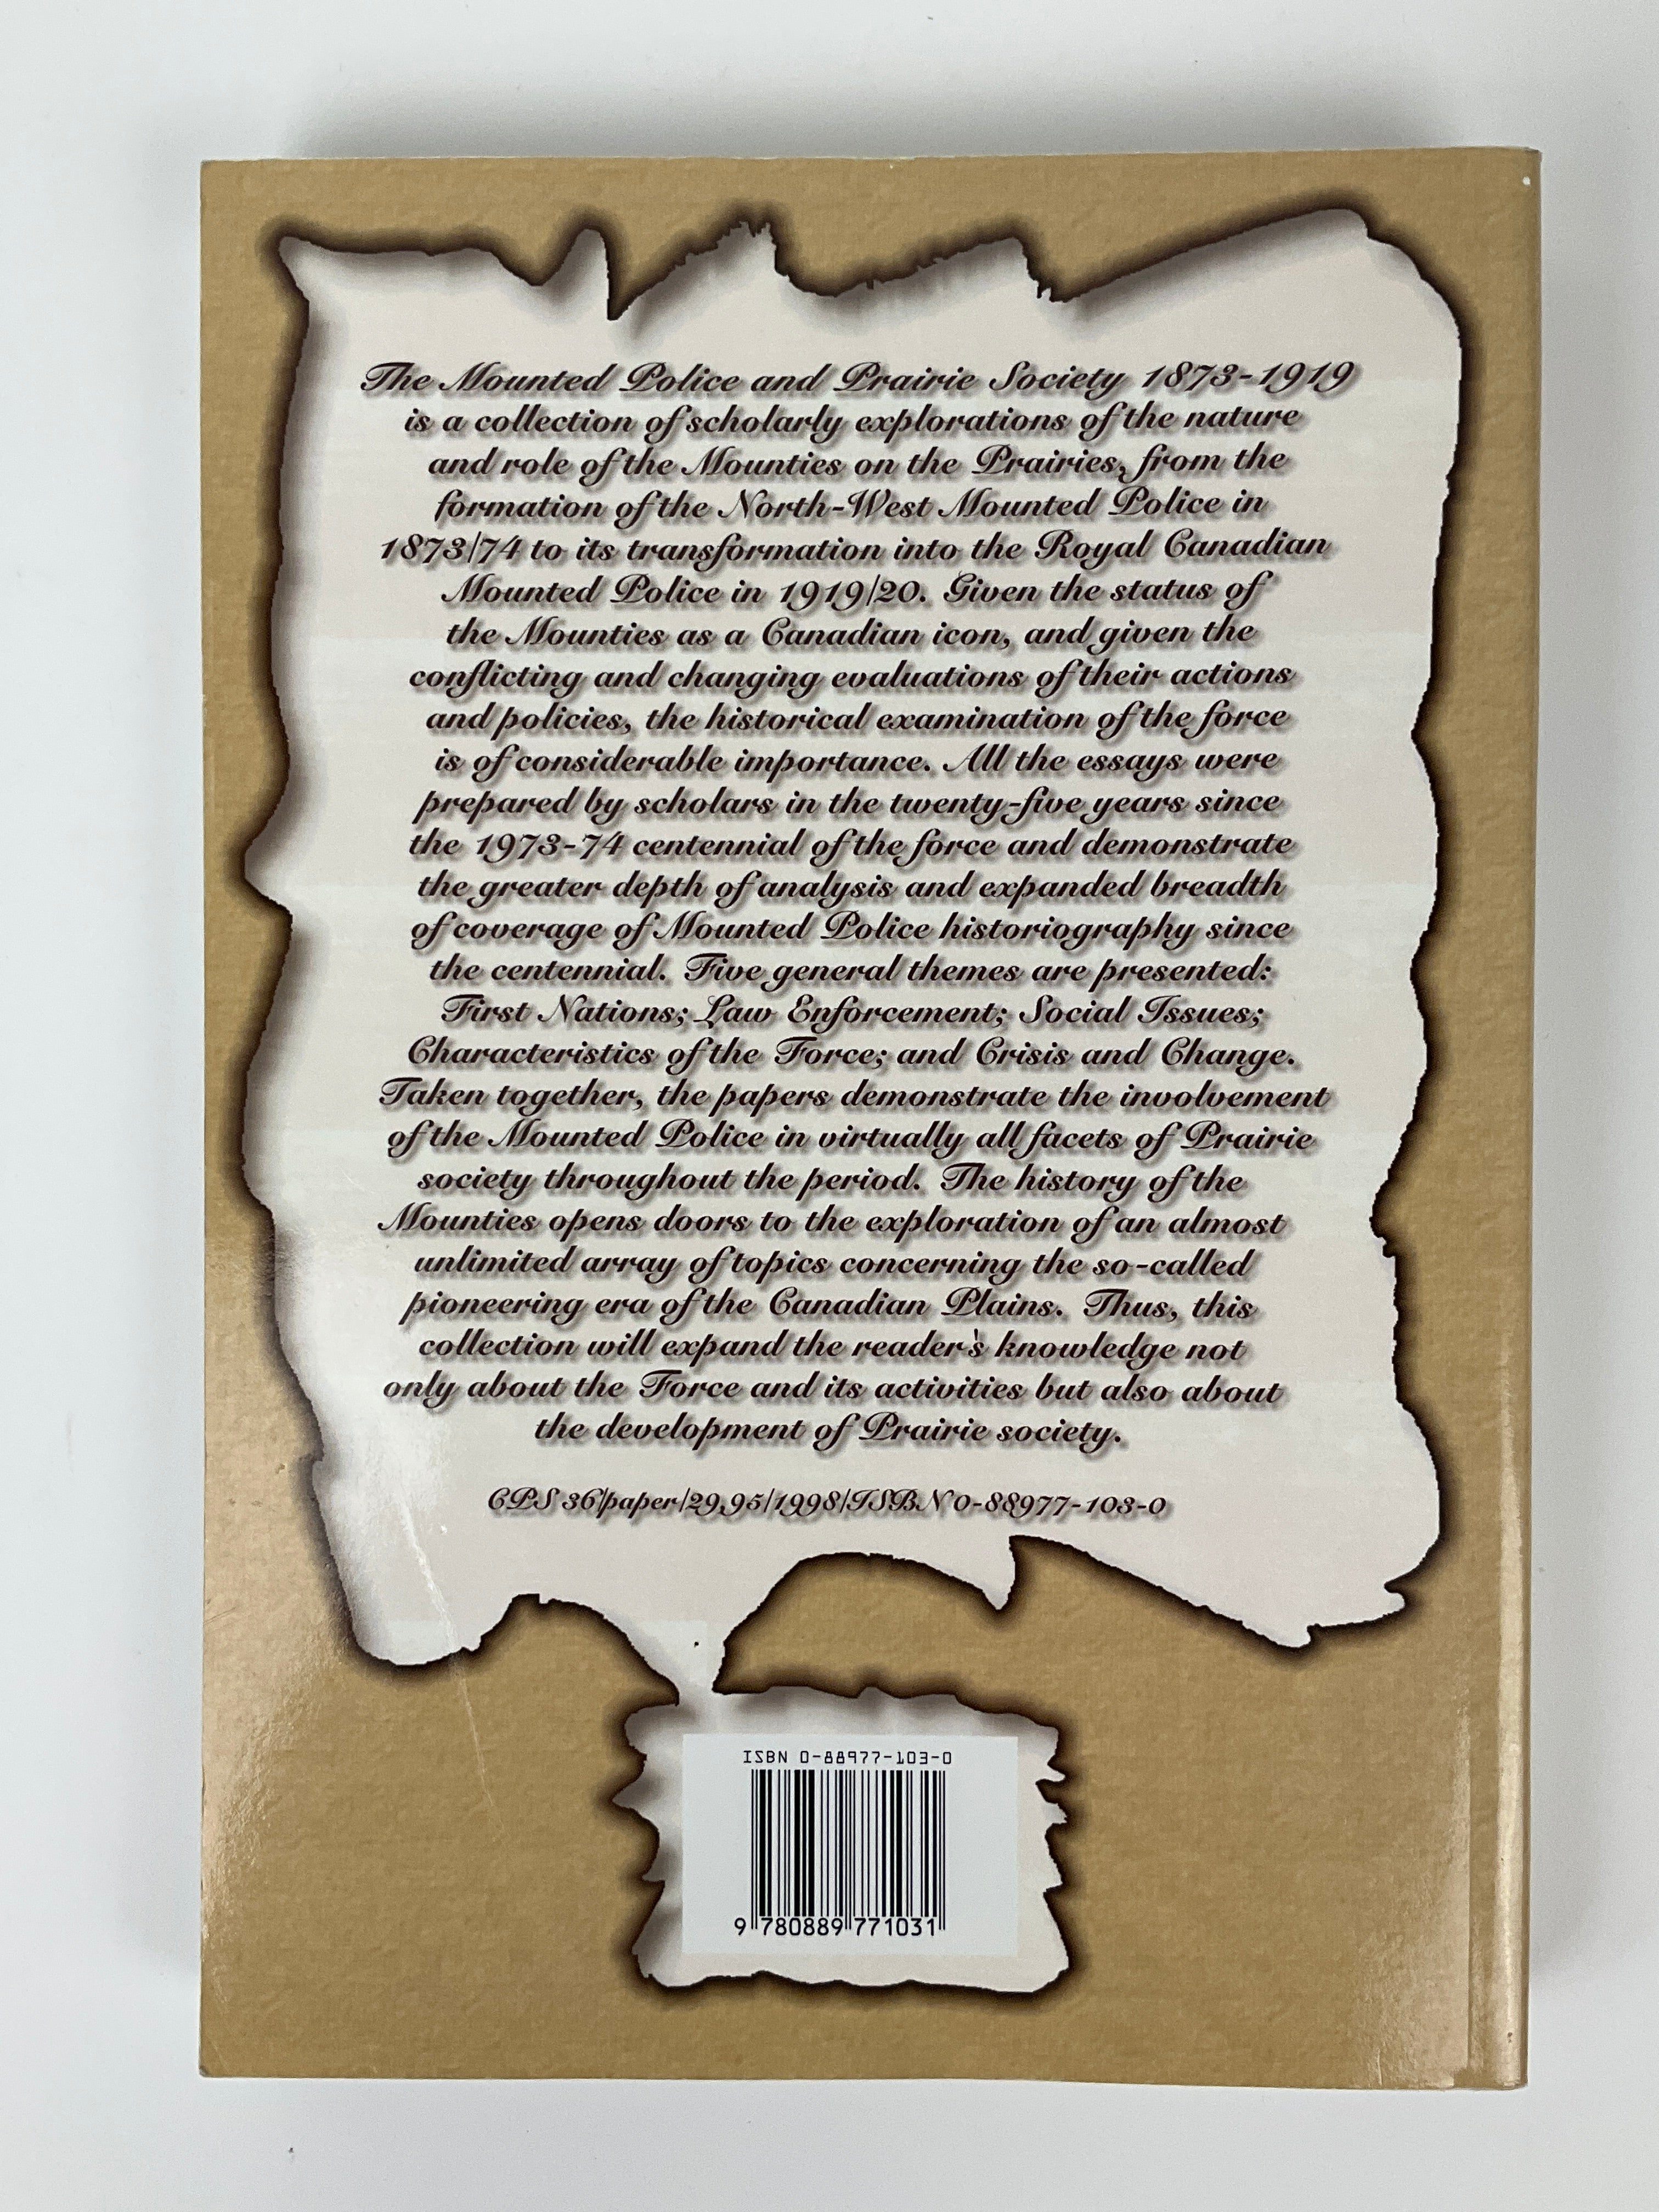 The Mounted Police and Prairie Society 1873-1919
is a collection of scholarly explorations of the nature
and role of the Mounties on the Prairies, from the
formation of the North-West Mounted Police in
1873/74 to its transformation into the Royal Canadian
Mounted Police in 1919/20. Given the status of
the Mounties as a Canadian icon, and given the
conflicting and changing evaluations of their actions
and policies, the historical examination of the force
is of considerable importance. All the essays were
prepared by scholars in the twenty-five years since
the 1973-74 centennial of the force and demonstrate
the greater depth of analysis and expanded breadth
of coverage of Mounted Police historiography since
the centennial. Five general themes are presented:
First Nations; Law Enforcement; Social Issues;
Characteristics of the Force; and Crisis and Change.
Taken together, the papers demonstrate the involvement
of the Mounted Police in virtually all facets of Prairie
society throughout the period. The history of the
Mounties opens doors to the exploration of an almost
unlimited array of topics concerning the so-called
pioneering era of the Canadian Plains. Thus, this
collection will expand the reader's knowledge not
only about the Force and its activities but also about
the development of Prairie society.
CPS 36/paper/29.95/1998/ISBN 0-88977-103-0
ISBN 0-88977-103-0
9 780889 771031